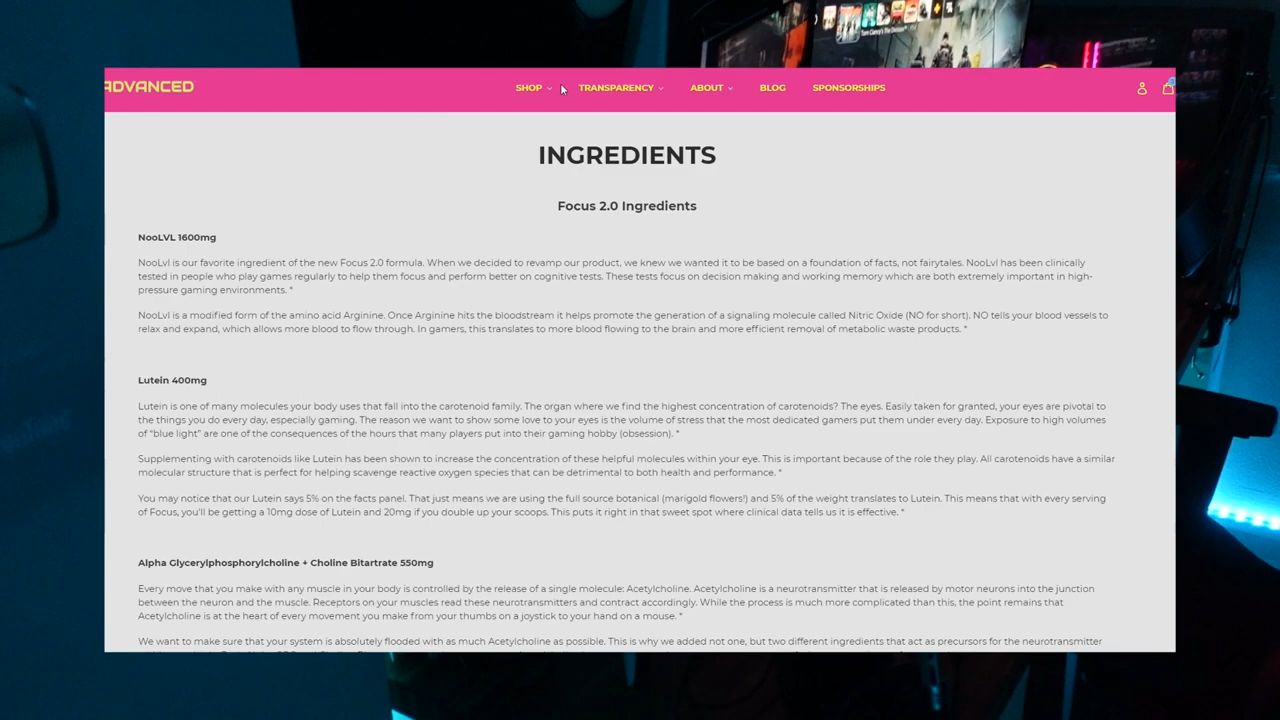 ADVANCED
SHOP
TRANSPARENCY
ABOUT
BLOG
SPONSORSHIPS
INGREDIENTS
Focus 2.0 Ingredients
NooLVL 1600mg
NooLvl is our favorite ingredient of the new Focus 2.0 formula. When we decided to revamp our product, we knew we wanted it to be based on a foundation of facts, not fairytales. NooLvl has been clinically
tested in people who play games regularly to help them focus and perform better on cognitive tests. These tests focus on decision making and working memory which are both extremely important in high-
pressure gaming environments. *
NooLvl is a modified form of the amino acid Arginine. Once Arginine hits the bloodstream it helps promote the generation of a signaling molecule called Nitric Oxide (NO for short). NO tells your blood vessels to
relax and expand, which allows more blood to flow through. In gamers, this translates to more blood flowing to the brain and more efficient removal of metabolic waste products. *
Lutein 400mg
Lutein is one of many molecules your body uses that fall into the carotenoid family. The organ where we find the highest concentration of carotenoids? The eyes. Easily taken for granted, your eyes are pivotal to
the things you do every day, especially gaming. The reason we want to show some love to your eyes is the volume of stress that the most dedicated gamers put them under every day. Exposure to high volumes
of “blue light” are one of the consequences of the hours that many players put into their gaming hobby (obsession). *
Supplementing with carotenoids like Lutein has been shown to increase the concentration of these helpful molecules within your eye. This is important because of the role they play. All carotenoids have a similar
molecular structure that is perfect for helping scavenge reactive oxygen species that can be detrimental to both health and performance. *
You may notice that our Lutein says 5% on the facts panel. That just means we are using the full source botanical (marigold flowers!) and 5% of the weight translates to Lutein. This means that with every serving
of Focus, you'll be getting a 10mg dose of Lutein and 20mg if you double up your scoops. This puts it right in that sweet spot where clinical data tells us it is effective. *
Alpha Glycerylphosphorylcholine + Choline Bitartrate 550mg
Every move that you make with any muscle in your body is controlled by the release of a single molecule: Acetylcholine. Acetylcholine is a neurotransmitter that is released by motor neurons into the junction
between the neuron and the muscle. Receptors on your muscles read these neurotransmitters and contract accordingly. While the process is much more complicated than this, the point remains that
Acetylcholine is at the heart of every movement you make from your thumbs on a joystick to your hand on a mouse. *
We want to make sure that your system is absolutely flooded with as much Acetylcholine as possible. This is why we added not one, but two different ingredients that act as precursors for the neurotransmitter